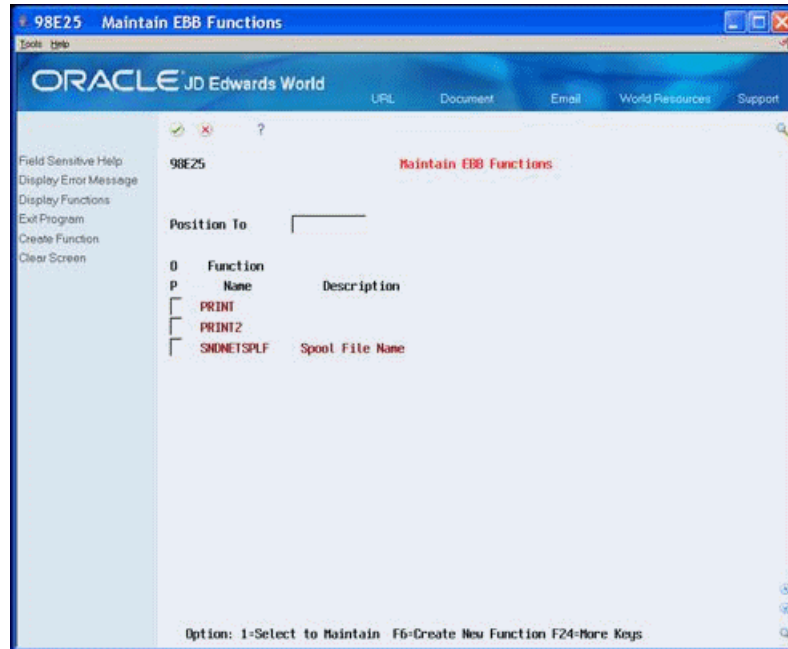 98E25 Maintain EBB Functions
Tools Help
ORACLE JD Edwards World
URL Document Email World Resources Support
?
Field Sensitive Help
Display Error Message
Display Functions
Exit Program
Create Function
Clear Screen
98E25 Maintain EBB Functions
Position To
O Function
P Name Description
PRINT
PRINT2
SNDNETSPLF Spool File Name
Option: 1=Select to Maintain F6=Create New Function F24=More Keys